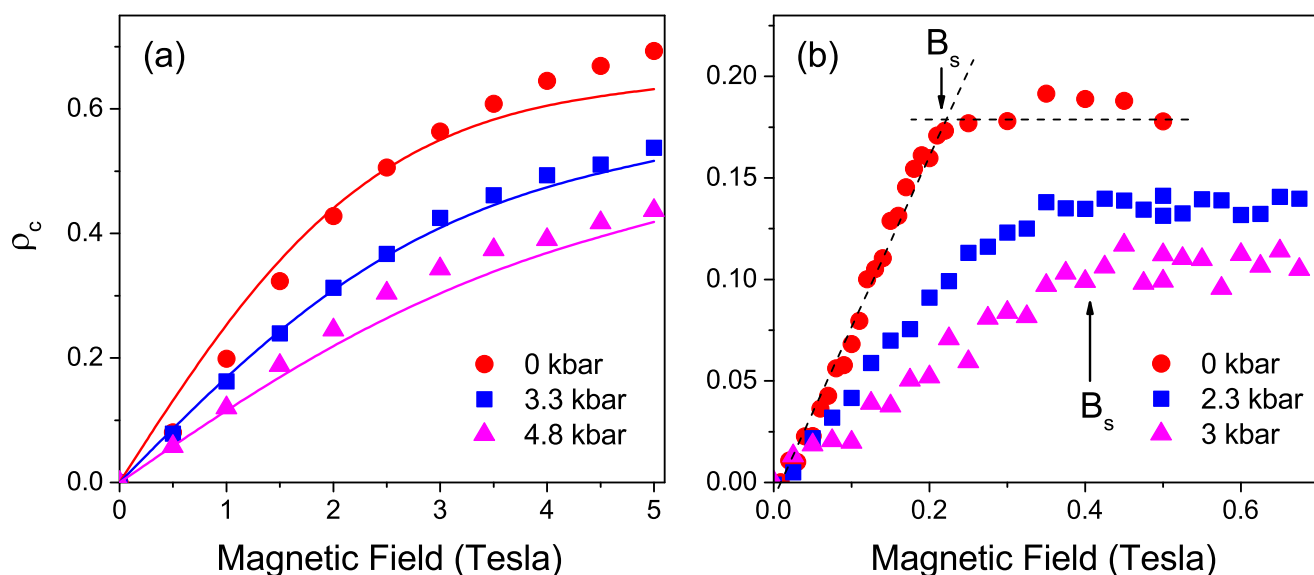 (a)
ρc
0.6
0.4
0.2
0.0
0 1 2 3 4 5
Magnetic Field (Tesla)
0 kbar
3.3 kbar
4.8 kbar
(b)
Bs
0.20
0.15
0.10
0.05
0.00
0.0 0.2 0.4 0.6
Magnetic Field (Tesla)
Bs
0 kbar
2.3 kbar
3 kbar